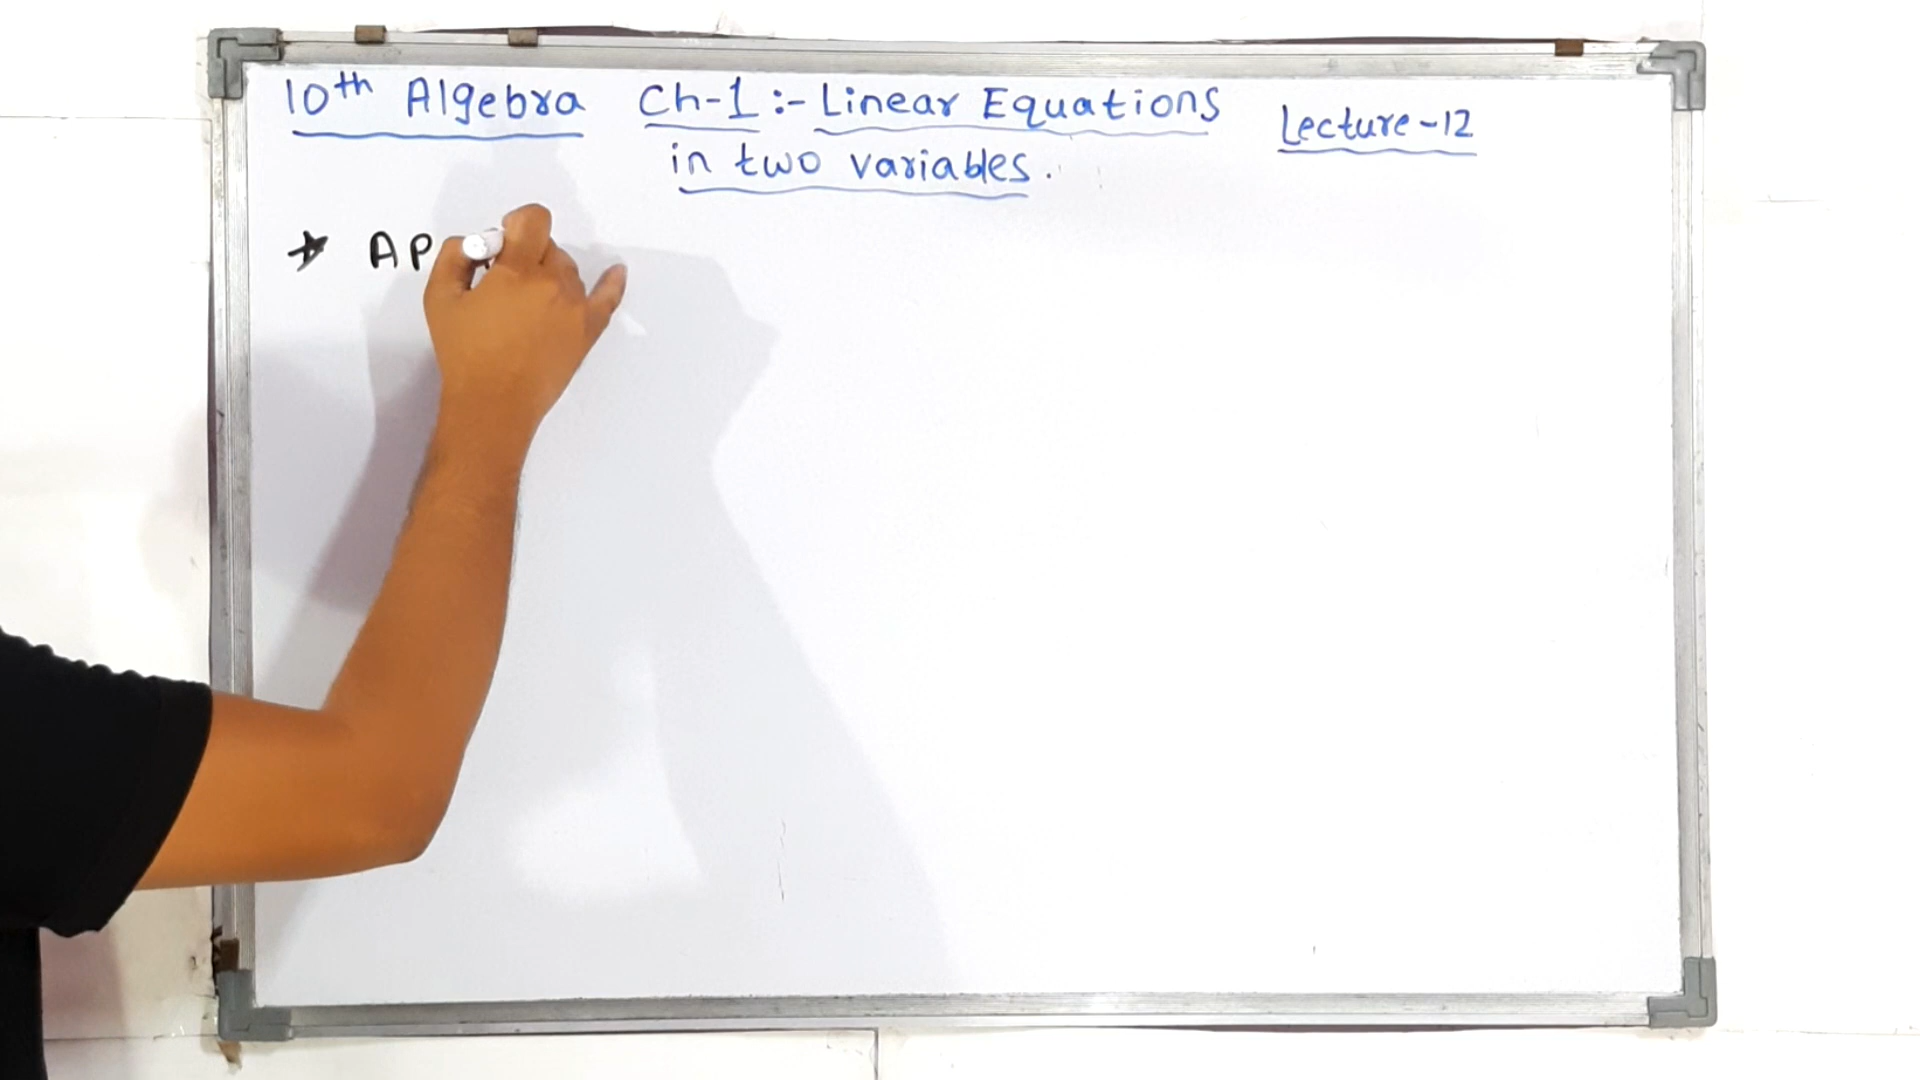 10th Algebra Ch-1 :- Linear Equations
in two variables.
Lecture-12
* AP